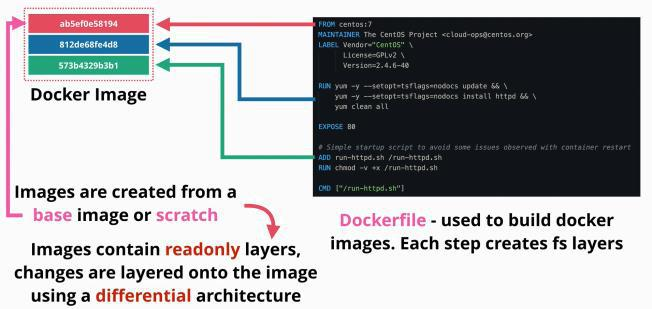 ab5ef0e58194
812de68fe4d8
573b4329b3b1
Docker Image
FROM centos:7
MAINTAINER The CentOS Project <cloud-ops@centos.org>
LABEL Vendor="CentOS" \
License=GPLv2 \
Version=2.4.6-40
RUN yum -y --setopt=tsflags=nodocs update && \
yum -y --setopt=tsflags=nodocs install httpd && \
yum clean all
EXPOSE 80
# Simple startup script to avoid some issues observed with container restart
ADD run-httpd.sh /run-httpd.sh
RUN chmod -v +x /run-httpd.sh
CMD ["/run-httpd.sh"]
Images are created from a
base image or scratch
Images contain readonly layers,
changes are layered onto the image
using a differential architecture
Dockerfile - used to build docker
images. Each step creates fs layers